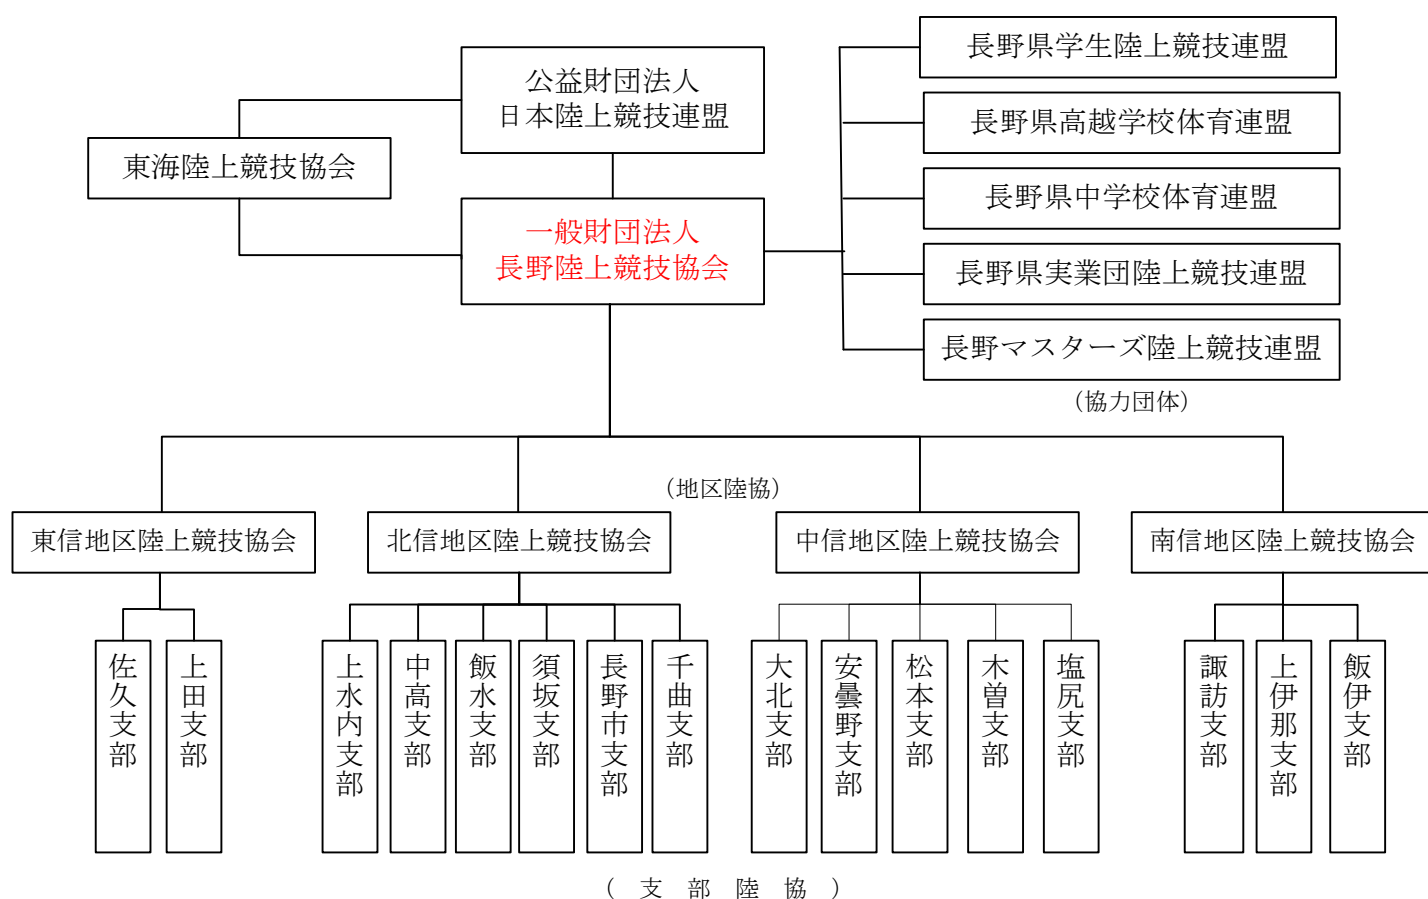 公益財団法人
日本陸上競技連盟
東海陸上競技協会
一般財団法人
長野陸上競技協会
長野県学生陸上競技連盟
長野県高越学校体育連盟
長野県中学校体育連盟
長野県実業団陸上競技連盟
長野マスターズ陸上競技連盟
（協力団体）
（地区陸協）
東信地区陸上競技協会
北信地区陸上競技協会
中信地区陸上競技協会
南信地区陸上競技協会
佐久支部
上田支部
上水内支部
中高支部
飯水支部
須坂支部
長野市支部
千曲支部
大北支部
安曇野支部
松本支部
木曽支部
塩尻支部
諏訪支部
上伊那支部
飯伊支部
（ 支 部 陸 協 ）